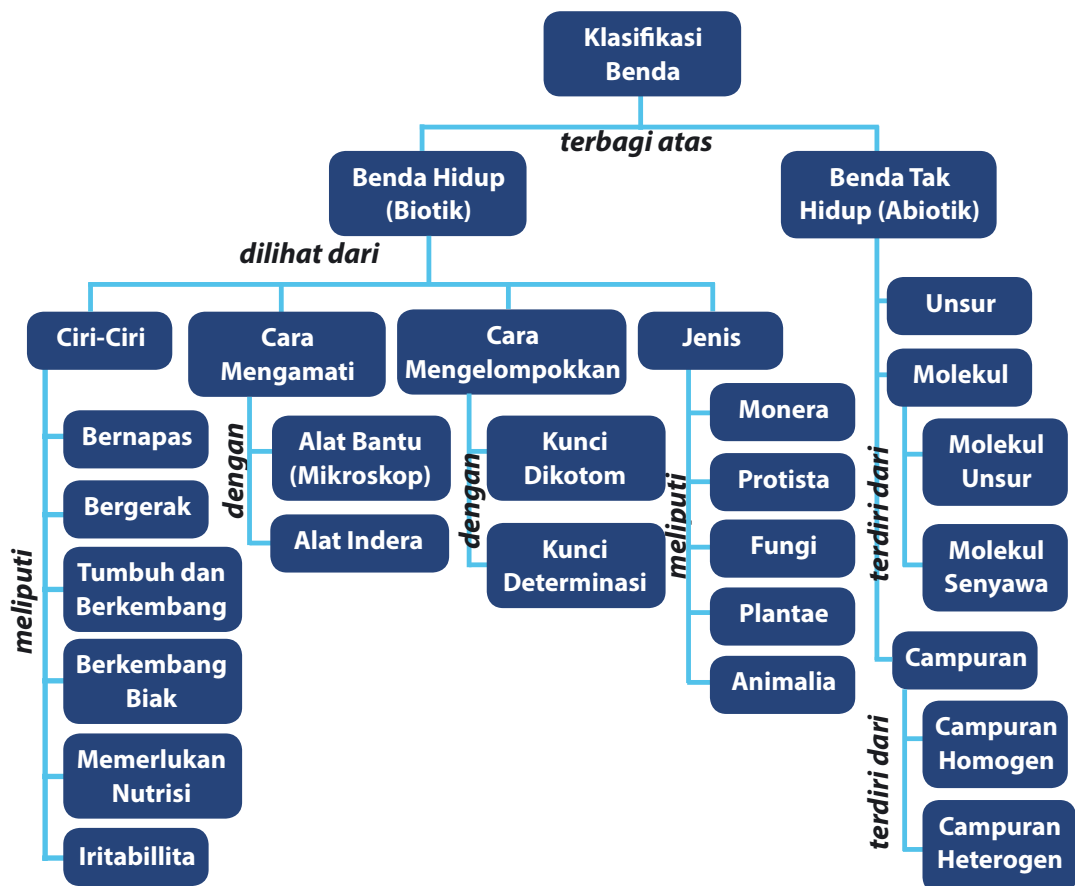 Klasifikasi
Benda
terbagi atas
Benda Hidup
(Biotik)
Benda Tak
Hidup (Abiotik)
dilihat dari
Ciri-Ciri
Cara
Mengamati
Cara
Mengelompokkan
Jenis
meliputi
Bernapas
Bergerak
Tumbuh dan
Berkembang
Berkembang
Biak
Memerlukan
Nutrisi
Iritabillita
dengan
Alat Bantu
(Mikroskop)
Alat Indera
dengan
Kunci
Dikotom
Kunci
Determinasi
meliputi
Monera
Protista
Fungi
Plantae
Animalia
terdiri dari
Unsur
Molekul
Molekul
Unsur
Molekul
Senyawa
Campuran
terdiri dari
Campuran
Homogen
Campuran
Heterogen